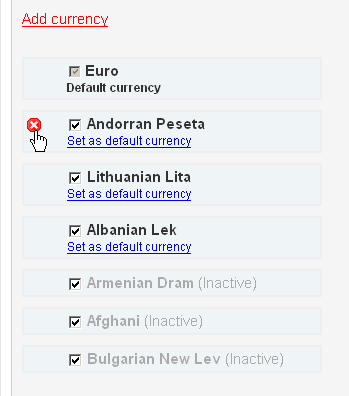 Add currency
Euro
Default currency
Andorran Peseta
Set as default currency
Lithuanian Lita
Set as default currency
Albanian Lek
Set as default currency
Armenian Dram (Inactive)
Afghani (Inactive)
Bulgarian New Lev (Inactive)